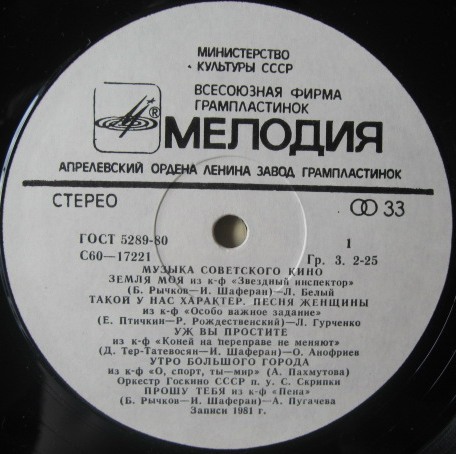 МИНИСТЕРСТВО
КУЛЬТУРЫ СССР
ВСЕСОЮЗНАЯ ФИРМА
ГРАМПЛАСТИНОК
МЕЛОДИЯ
®
АПРЕЛЕВСКИЙ ОРДЕНА ЛЕНИНА ЗАВОД ГРАМПЛАСТИНОК
СТЕРЕО 33
ГОСТ 5289-80 1
С60—17221 Гр. 3. 2-25
МУЗЫКА СОВЕТСКОГО КИНО
ЗЕМЛЯ МОЯ из к-ф «Звездный инспектор»
(Б. Рычков—И. Шаферан)—Л. Белый
ТАКОЙ У НАС ХАРАКТЕР. ПЕСНЯ ЖЕНЩИНЫ
из к-ф «Особо важное задание»
(Е. Птичкин—Р. Рождественский)—Л. Гурченко
УЖ ВЫ ПРОСТИТЕ
из к-ф «Коней на переправе не меняют»
(Д. Тер-Татевосян—И. Шаферан)—О. Анофриев
УТРО БОЛЬШОГО ГОРОДА
из к-ф «О, спорт, ты—мир» (А. Пахмутова)
Оркестр Госкино СССР п. у. С. Скрипки
ПРОШУ ТЕБЯ из к-ф «Пена»
(Б. Рычков—И. Шаферан)—А. Пугачева
Записи 1981 г.